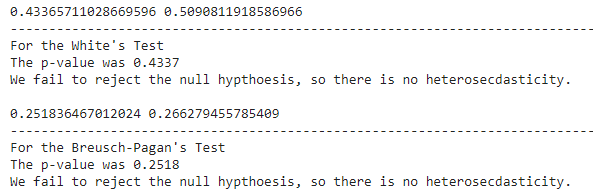 0.43365711028669596 0.5090811918586966
--------------------------------------------------------------------------
For the White's Test
The p-value was 0.4337
We fail to reject the null hypthoesis, so there is no heterosecdasticity.
0.251836467012024 0.266279455785409
--------------------------------------------------------------------------
For the Breusch-Pagan's Test
The p-value was 0.2518
We fail to reject the null hypthoesis, so there is no heterosecdasticity.